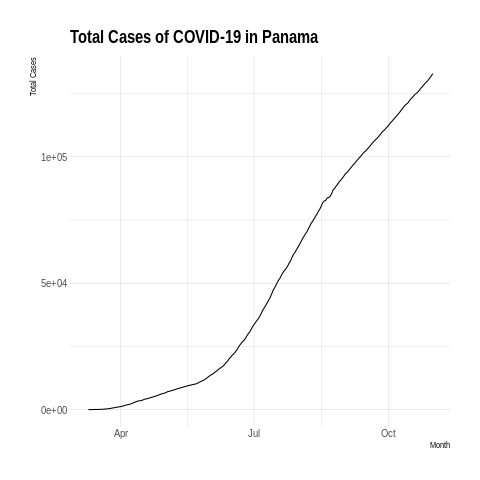 Total Cases of COVID-19 in Panama
Total Cases
1e+05
5e+04
0e+00
Apr
Jul
Oct
Month